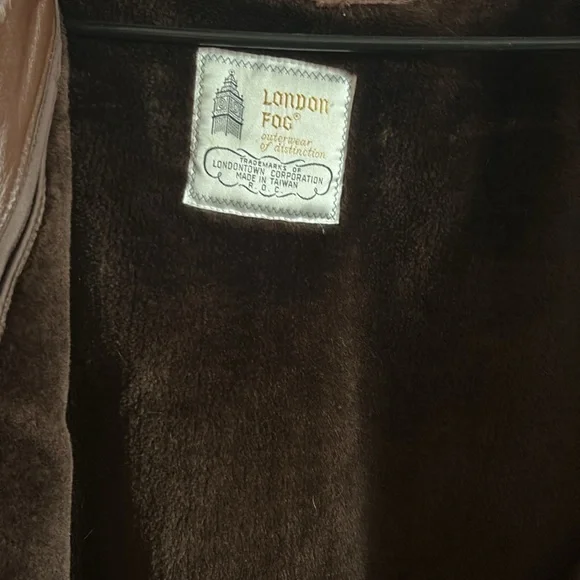 LONDON
FOG®
outerwear
of distinction
TRADEMARKS OF
LONDONTOWN CORPORATION
MADE IN TAIWAN
R.O.C.